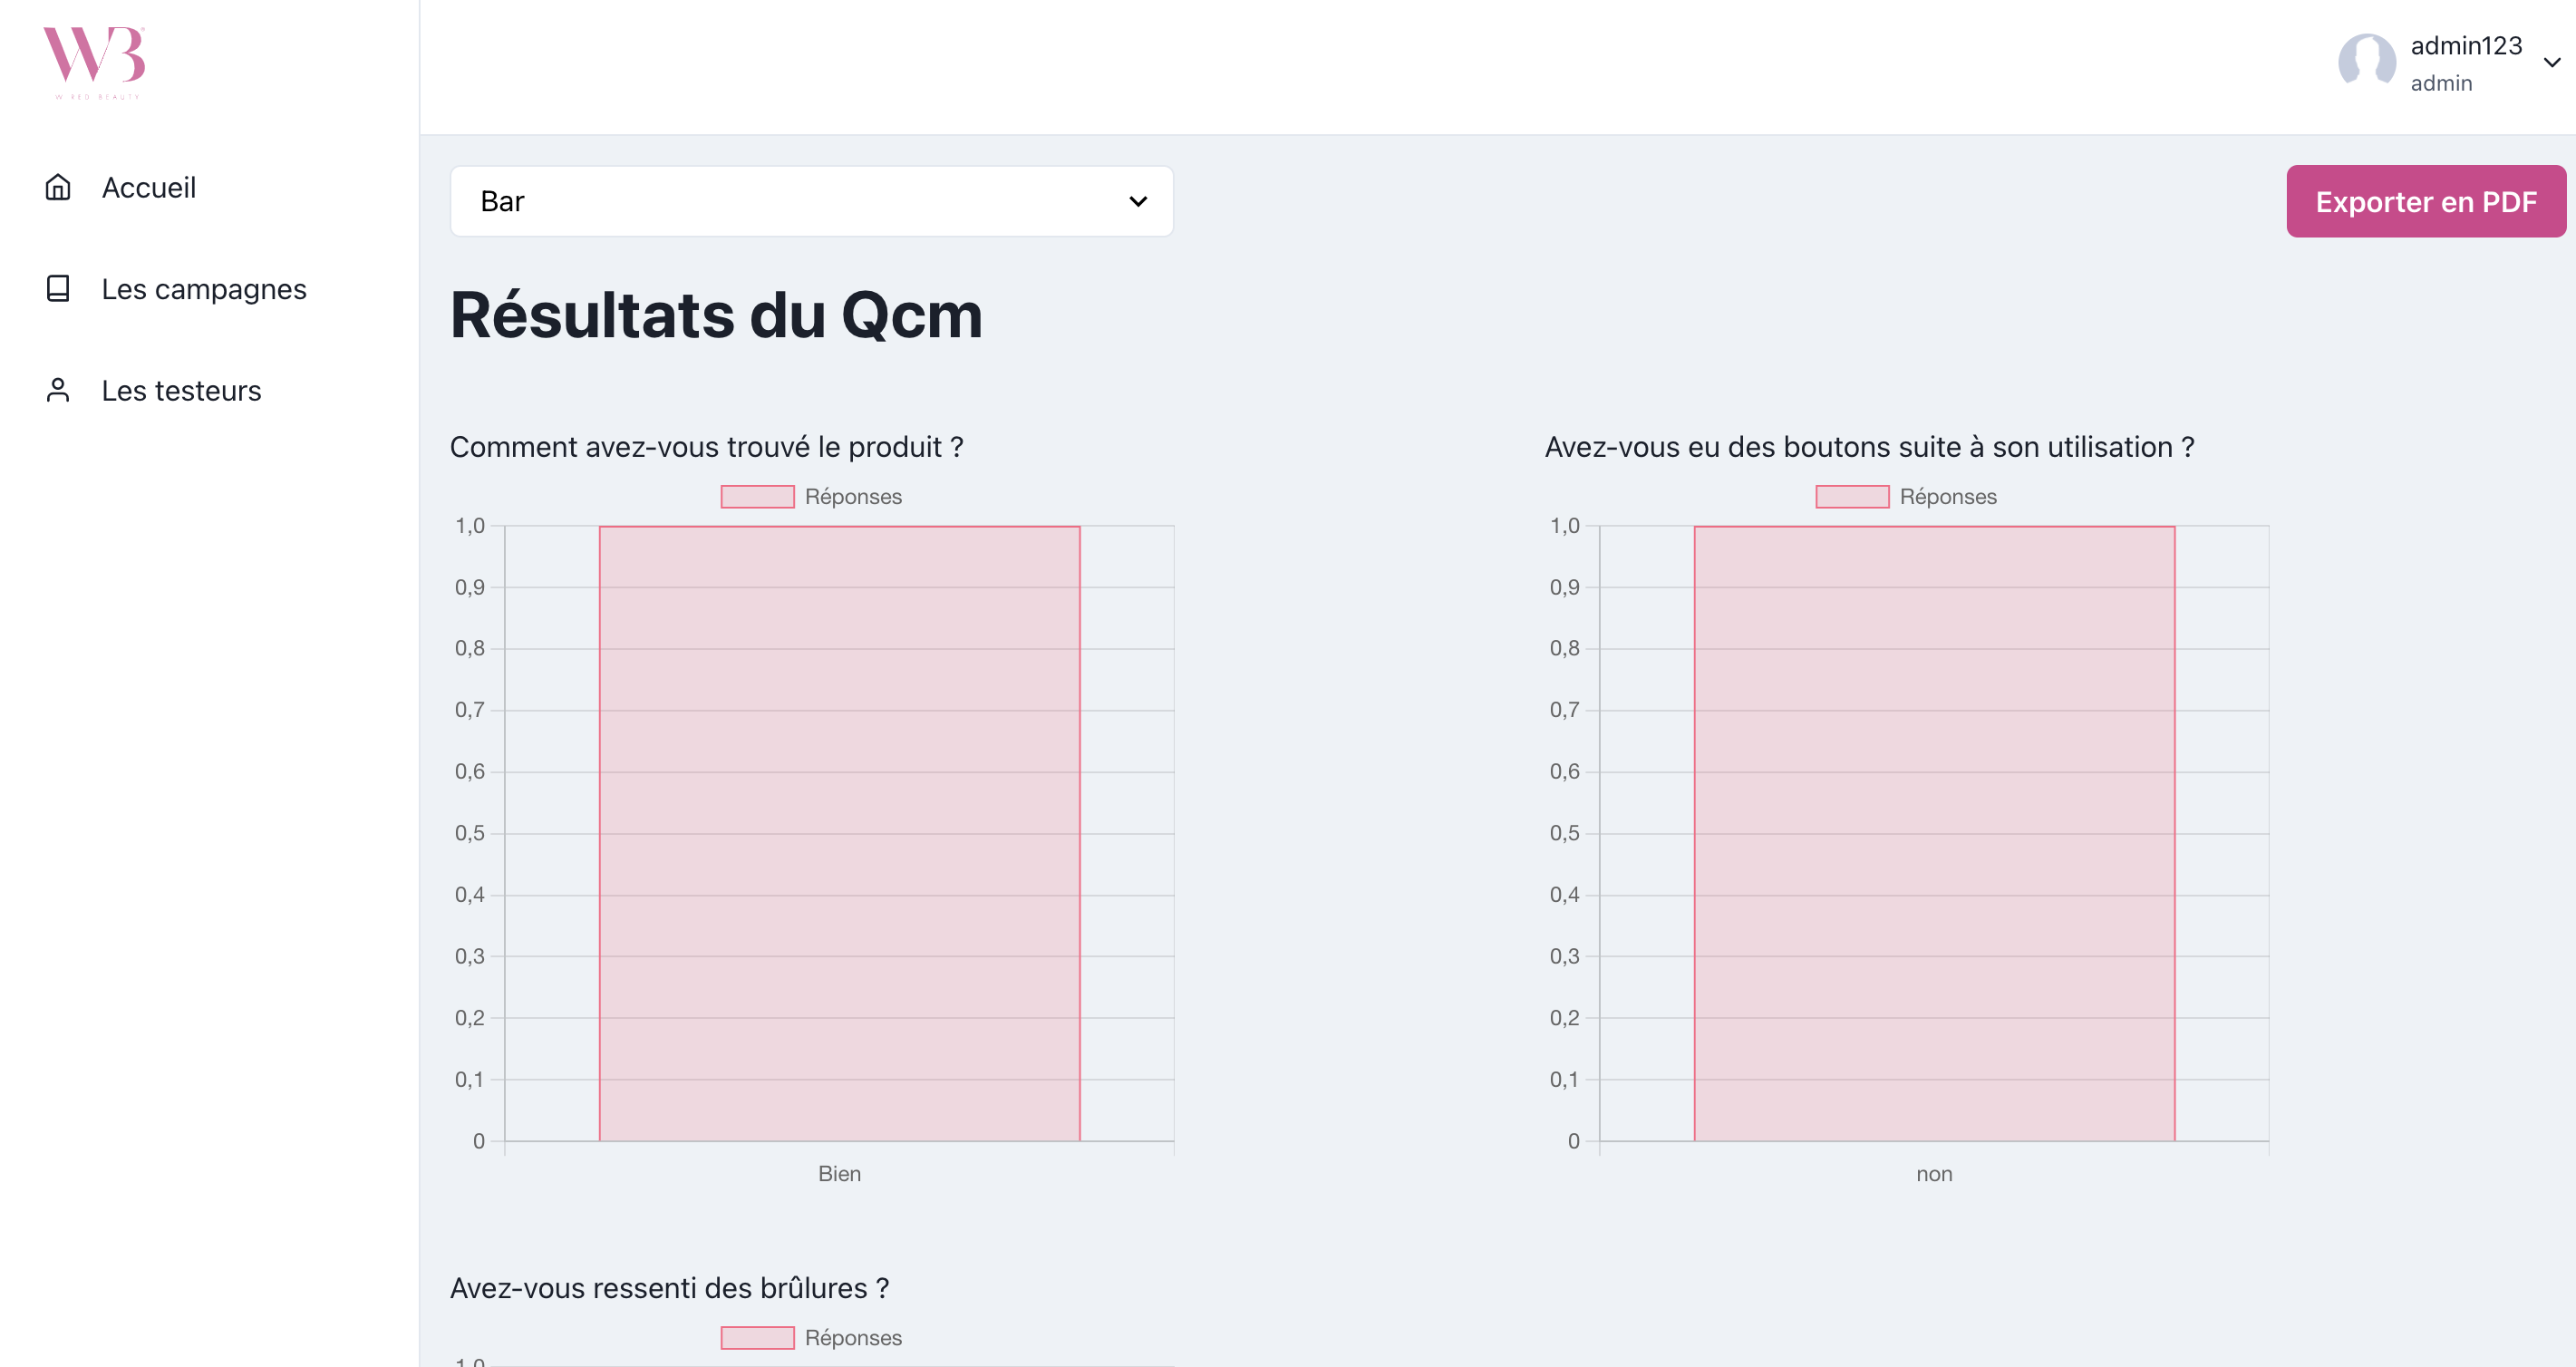 WB
WIRED BEAUTY
admin123
admin
Accueil
Les campagnes
Les testeurs
Bar
Exporter en PDF
Résultats du Qcm
Comment avez-vous trouvé le produit ?
Réponses
1,0
0,9
0,8
0,7
0,6
0,5
0,4
0,3
0,2
0,1
0
Bien
Avez-vous eu des boutons suite à son utilisation ?
Réponses
1,0
0,9
0,8
0,7
0,6
0,5
0,4
0,3
0,2
0,1
0
non
Avez-vous ressenti des brûlures ?
Réponses
1,0